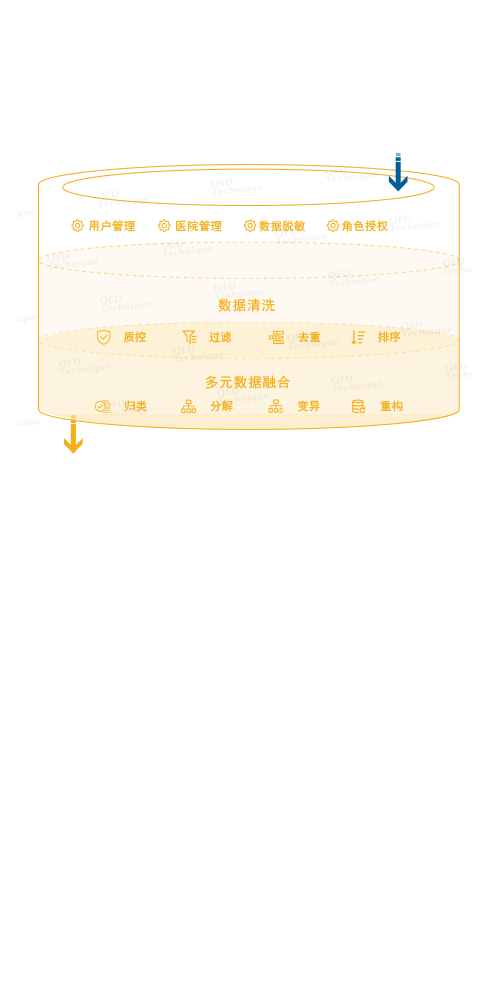 用户管理 医院管理 数据脱敏 角色授权
数据清洗
质控 过滤 去重 排序
多元数据融合
归类 分解 变异 重构
QED
Technique